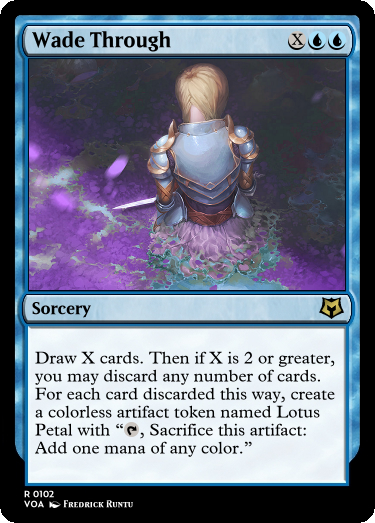 Wade Through X
Sorcery
Draw X cards. Then if X is 2 or greater,
you may discard any number of cards.
For each card discarded this way, create
a colorless artifact token named Lotus
Petal with “, Sacrifice this artifact:
Add one mana of any color.”
R 0102
VOA Fredrick Runtu